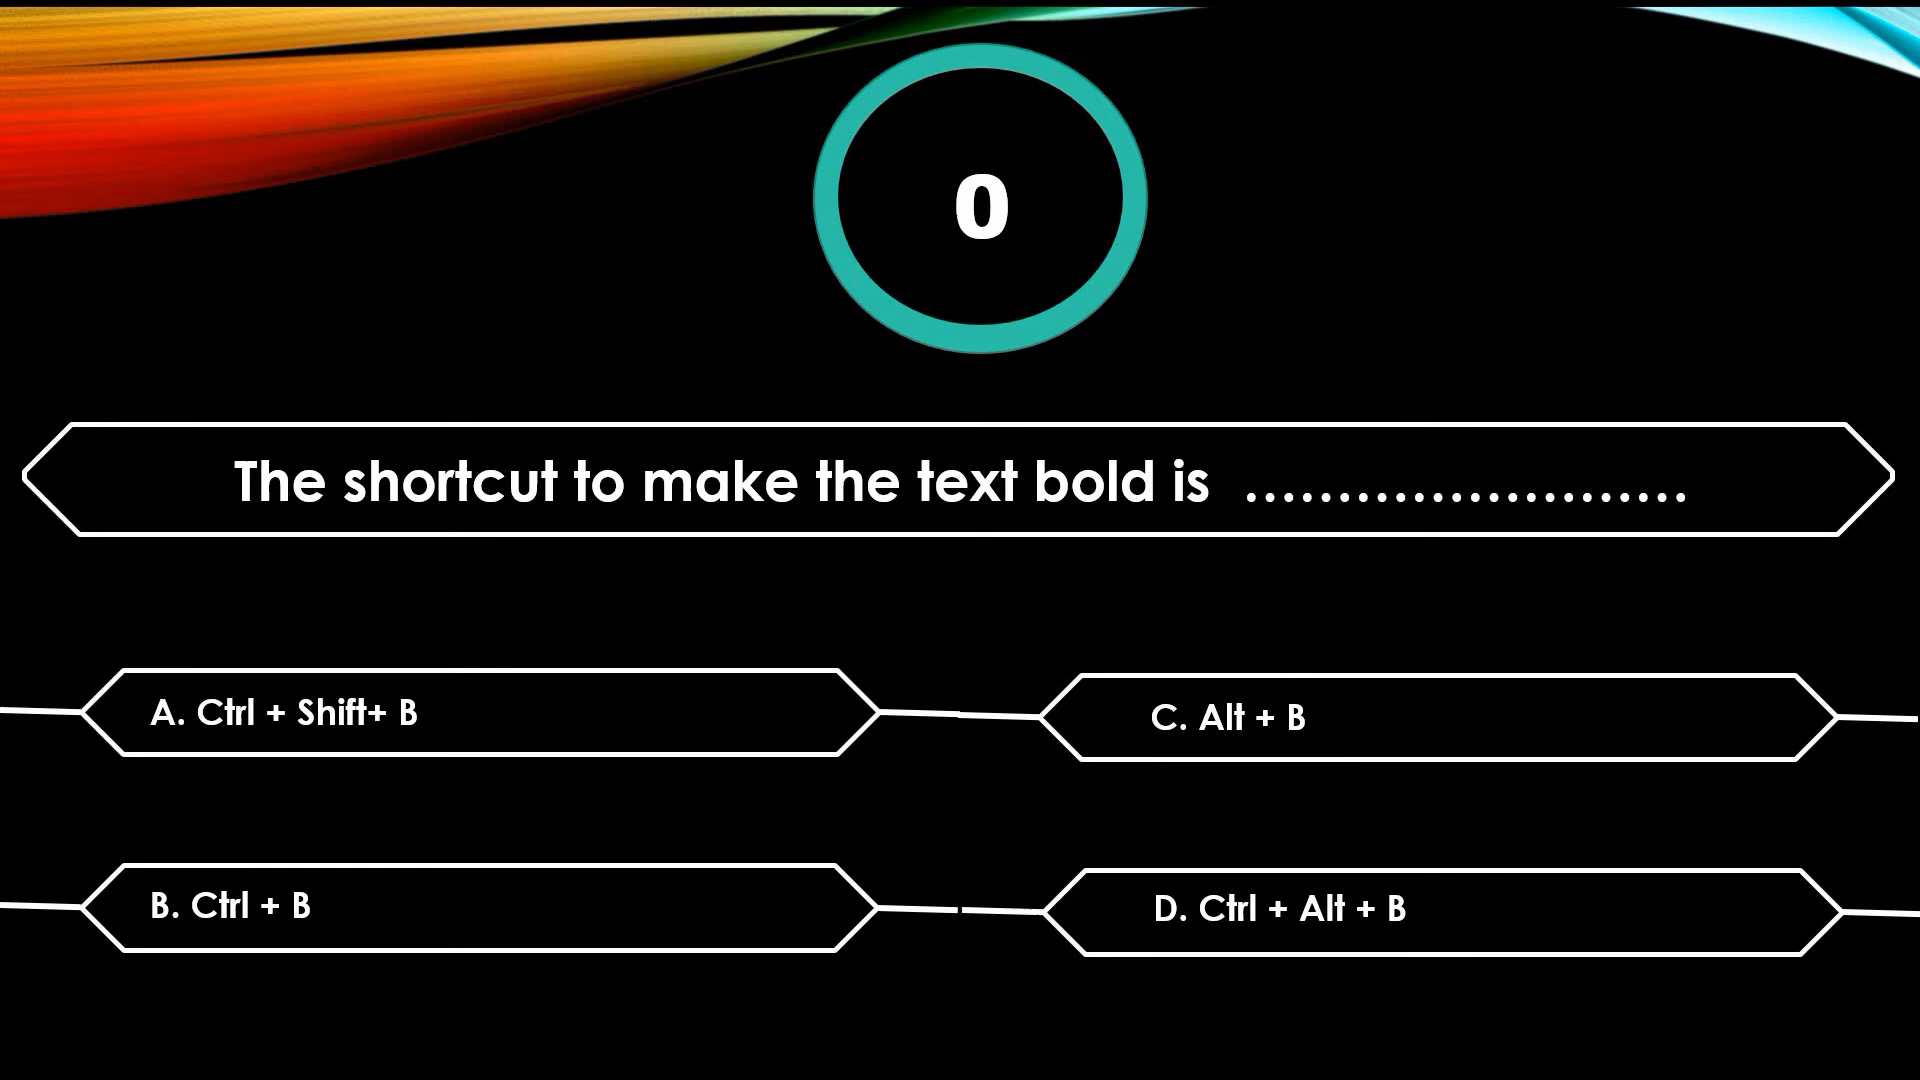 0
The shortcut to make the text bold is ........................
A. Ctrl + Shift+ B
C. Alt + B
B. Ctrl + B
D. Ctrl + Alt + B